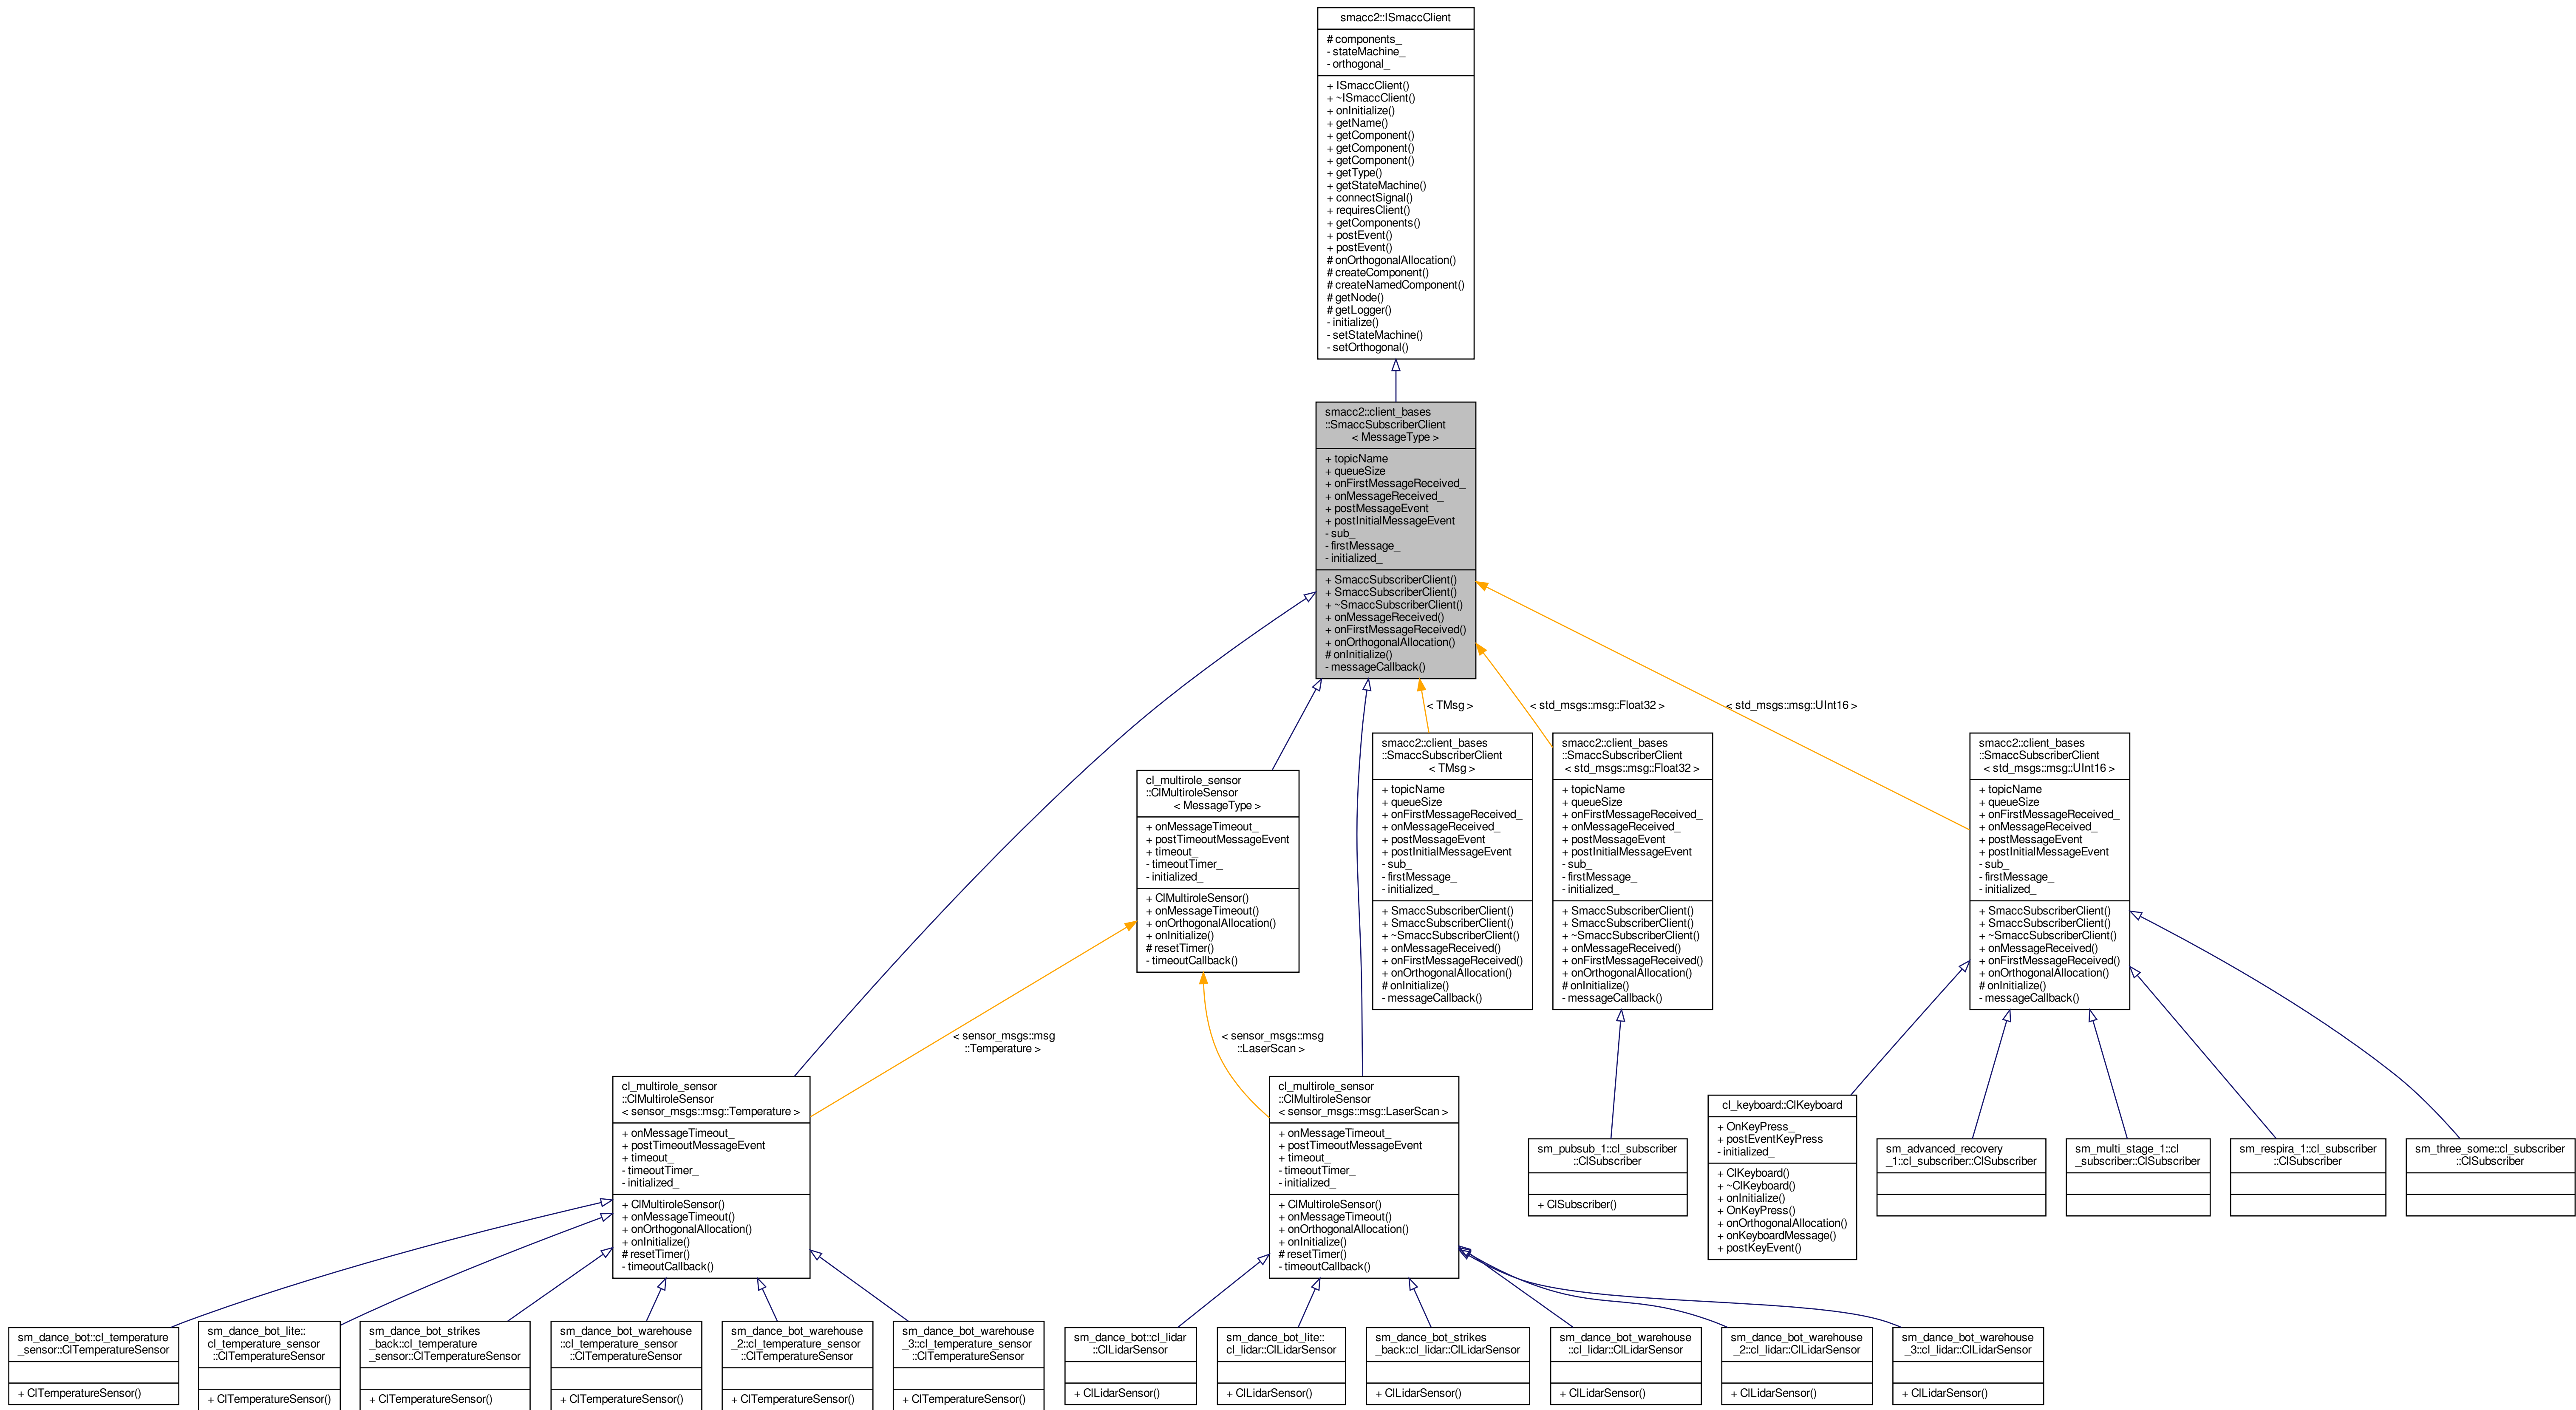 smacc2::ISmaccClient
# components_
- stateMachine_
- orthogonal_
+ ISmaccClient()
+ ~ISmaccClient()
+ onInitialize()
+ getName()
+ getComponent()
+ getComponent()
+ getComponent()
+ getType()
+ getStateMachine()
+ connectSignal()
+ requiresClient()
+ getComponents()
+ postEvent()
+ postEvent()
# onOrthogonalAllocation()
# createComponent()
# createNamedComponent()
# getNode()
# getLogger()
- initialize()
- setStateMachine()
- setOrthogonal()
smacc2::client_bases
::SmaccSubscriberClient
< MessageType >
+ topicName
+ queueSize
+ onFirstMessageReceived_
+ onMessageReceived_
+ postMessageEvent
+ postInitialMessageEvent
- sub_
- firstMessage_
- initialized_
+ SmaccSubscriberClient()
+ SmaccSubscriberClient()
+ ~SmaccSubscriberClient()
+ onMessageReceived()
+ onFirstMessageReceived()
+ onOrthogonalAllocation()
# onInitialize()
- messageCallback()
< TMsg >
< std_msgs::msg::Float32 >
< std_msgs::msg::UInt16 >
cl_multirole_sensor
::ClMultiroleSensor
< MessageType >
+ onMessageTimeout_
+ postTimeoutMessageEvent
+ timeout_
- timeoutTimer_
- initialized_
+ ClMultiroleSensor()
+ onMessageTimeout()
+ onOrthogonalAllocation()
+ onInitialize()
# resetTimer()
- timeoutCallback()
smacc2::client_bases
::SmaccSubscriberClient
< TMsg >
+ topicName
+ queueSize
+ onFirstMessageReceived_
+ onMessageReceived_
+ postMessageEvent
+ postInitialMessageEvent
- sub_
- firstMessage_
- initialized_
+ SmaccSubscriberClient()
+ SmaccSubscriberClient()
+ ~SmaccSubscriberClient()
+ onMessageReceived()
+ onFirstMessageReceived()
+ onOrthogonalAllocation()
# onInitialize()
- messageCallback()
smacc2::client_bases
::SmaccSubscriberClient
< std_msgs::msg::Float32 >
+ topicName
+ queueSize
+ onFirstMessageReceived_
+ onMessageReceived_
+ postMessageEvent
+ postInitialMessageEvent
- sub_
- firstMessage_
- initialized_
+ SmaccSubscriberClient()
+ SmaccSubscriberClient()
+ ~SmaccSubscriberClient()
+ onMessageReceived()
+ onFirstMessageReceived()
+ onOrthogonalAllocation()
# onInitialize()
- messageCallback()
smacc2::client_bases
::SmaccSubscriberClient
< std_msgs::msg::UInt16 >
+ topicName
+ queueSize
+ onFirstMessageReceived_
+ onMessageReceived_
+ postMessageEvent
+ postInitialMessageEvent
- sub_
- firstMessage_
- initialized_
+ SmaccSubscriberClient()
+ SmaccSubscriberClient()
+ ~SmaccSubscriberClient()
+ onMessageReceived()
+ onFirstMessageReceived()
+ onOrthogonalAllocation()
# onInitialize()
- messageCallback()
< sensor_msgs::msg
::Temperature >
< sensor_msgs::msg
::LaserScan >
cl_multirole_sensor
::ClMultiroleSensor
< sensor_msgs::msg::Temperature >
+ onMessageTimeout_
+ postTimeoutMessageEvent
+ timeout_
- timeoutTimer_
- initialized_
+ ClMultiroleSensor()
+ onMessageTimeout()
+ onOrthogonalAllocation()
+ onInitialize()
# resetTimer()
- timeoutCallback()
cl_multirole_sensor
::ClMultiroleSensor
< sensor_msgs::msg::LaserScan >
+ onMessageTimeout_
+ postTimeoutMessageEvent
+ timeout_
- timeoutTimer_
- initialized_
+ ClMultiroleSensor()
+ onMessageTimeout()
+ onOrthogonalAllocation()
+ onInitialize()
# resetTimer()
- timeoutCallback()
sm_pubsub_1::cl_subscriber
::ClSubscriber
+ ClSubscriber()
cl_keyboard::ClKeyboard
+ OnKeyPress_
+ postEventKeyPress
- initialized_
+ ClKeyboard()
+ ~ClKeyboard()
+ onInitialize()
+ OnKeyPress()
+ onOrthogonalAllocation()
+ onKeyboardMessage()
+ postKeyEvent()
sm_advanced_recovery
_1::cl_subscriber::ClSubscriber
sm_multi_stage_1::cl
_subscriber::ClSubscriber
sm_respira_1::cl_subscriber
::ClSubscriber
sm_three_some::cl_subscriber
::ClSubscriber
sm_dance_bot::cl_temperature
_sensor::ClTemperatureSensor
+ ClTemperatureSensor()
sm_dance_bot_lite::
cl_temperature_sensor
::ClTemperatureSensor
+ ClTemperatureSensor()
sm_dance_bot_strikes
_back::cl_temperature
_sensor::ClTemperatureSensor
+ ClTemperatureSensor()
sm_dance_bot_warehouse
::cl_temperature_sensor
::ClTemperatureSensor
+ ClTemperatureSensor()
sm_dance_bot_warehouse
_2::cl_temperature_sensor
::ClTemperatureSensor
+ ClTemperatureSensor()
sm_dance_bot_warehouse
_3::cl_temperature_sensor
::ClTemperatureSensor
+ ClTemperatureSensor()
sm_dance_bot::cl_lidar
::ClLidarSensor
+ ClLidarSensor()
sm_dance_bot_lite::
cl_lidar::ClLidarSensor
+ ClLidarSensor()
sm_dance_bot_strikes
_back::cl_lidar::ClLidarSensor
+ ClLidarSensor()
sm_dance_bot_warehouse
::cl_lidar::ClLidarSensor
+ ClLidarSensor()
sm_dance_bot_warehouse
_2::cl_lidar::ClLidarSensor
+ ClLidarSensor()
sm_dance_bot_warehouse
_3::cl_lidar::ClLidarSensor
+ ClLidarSensor()